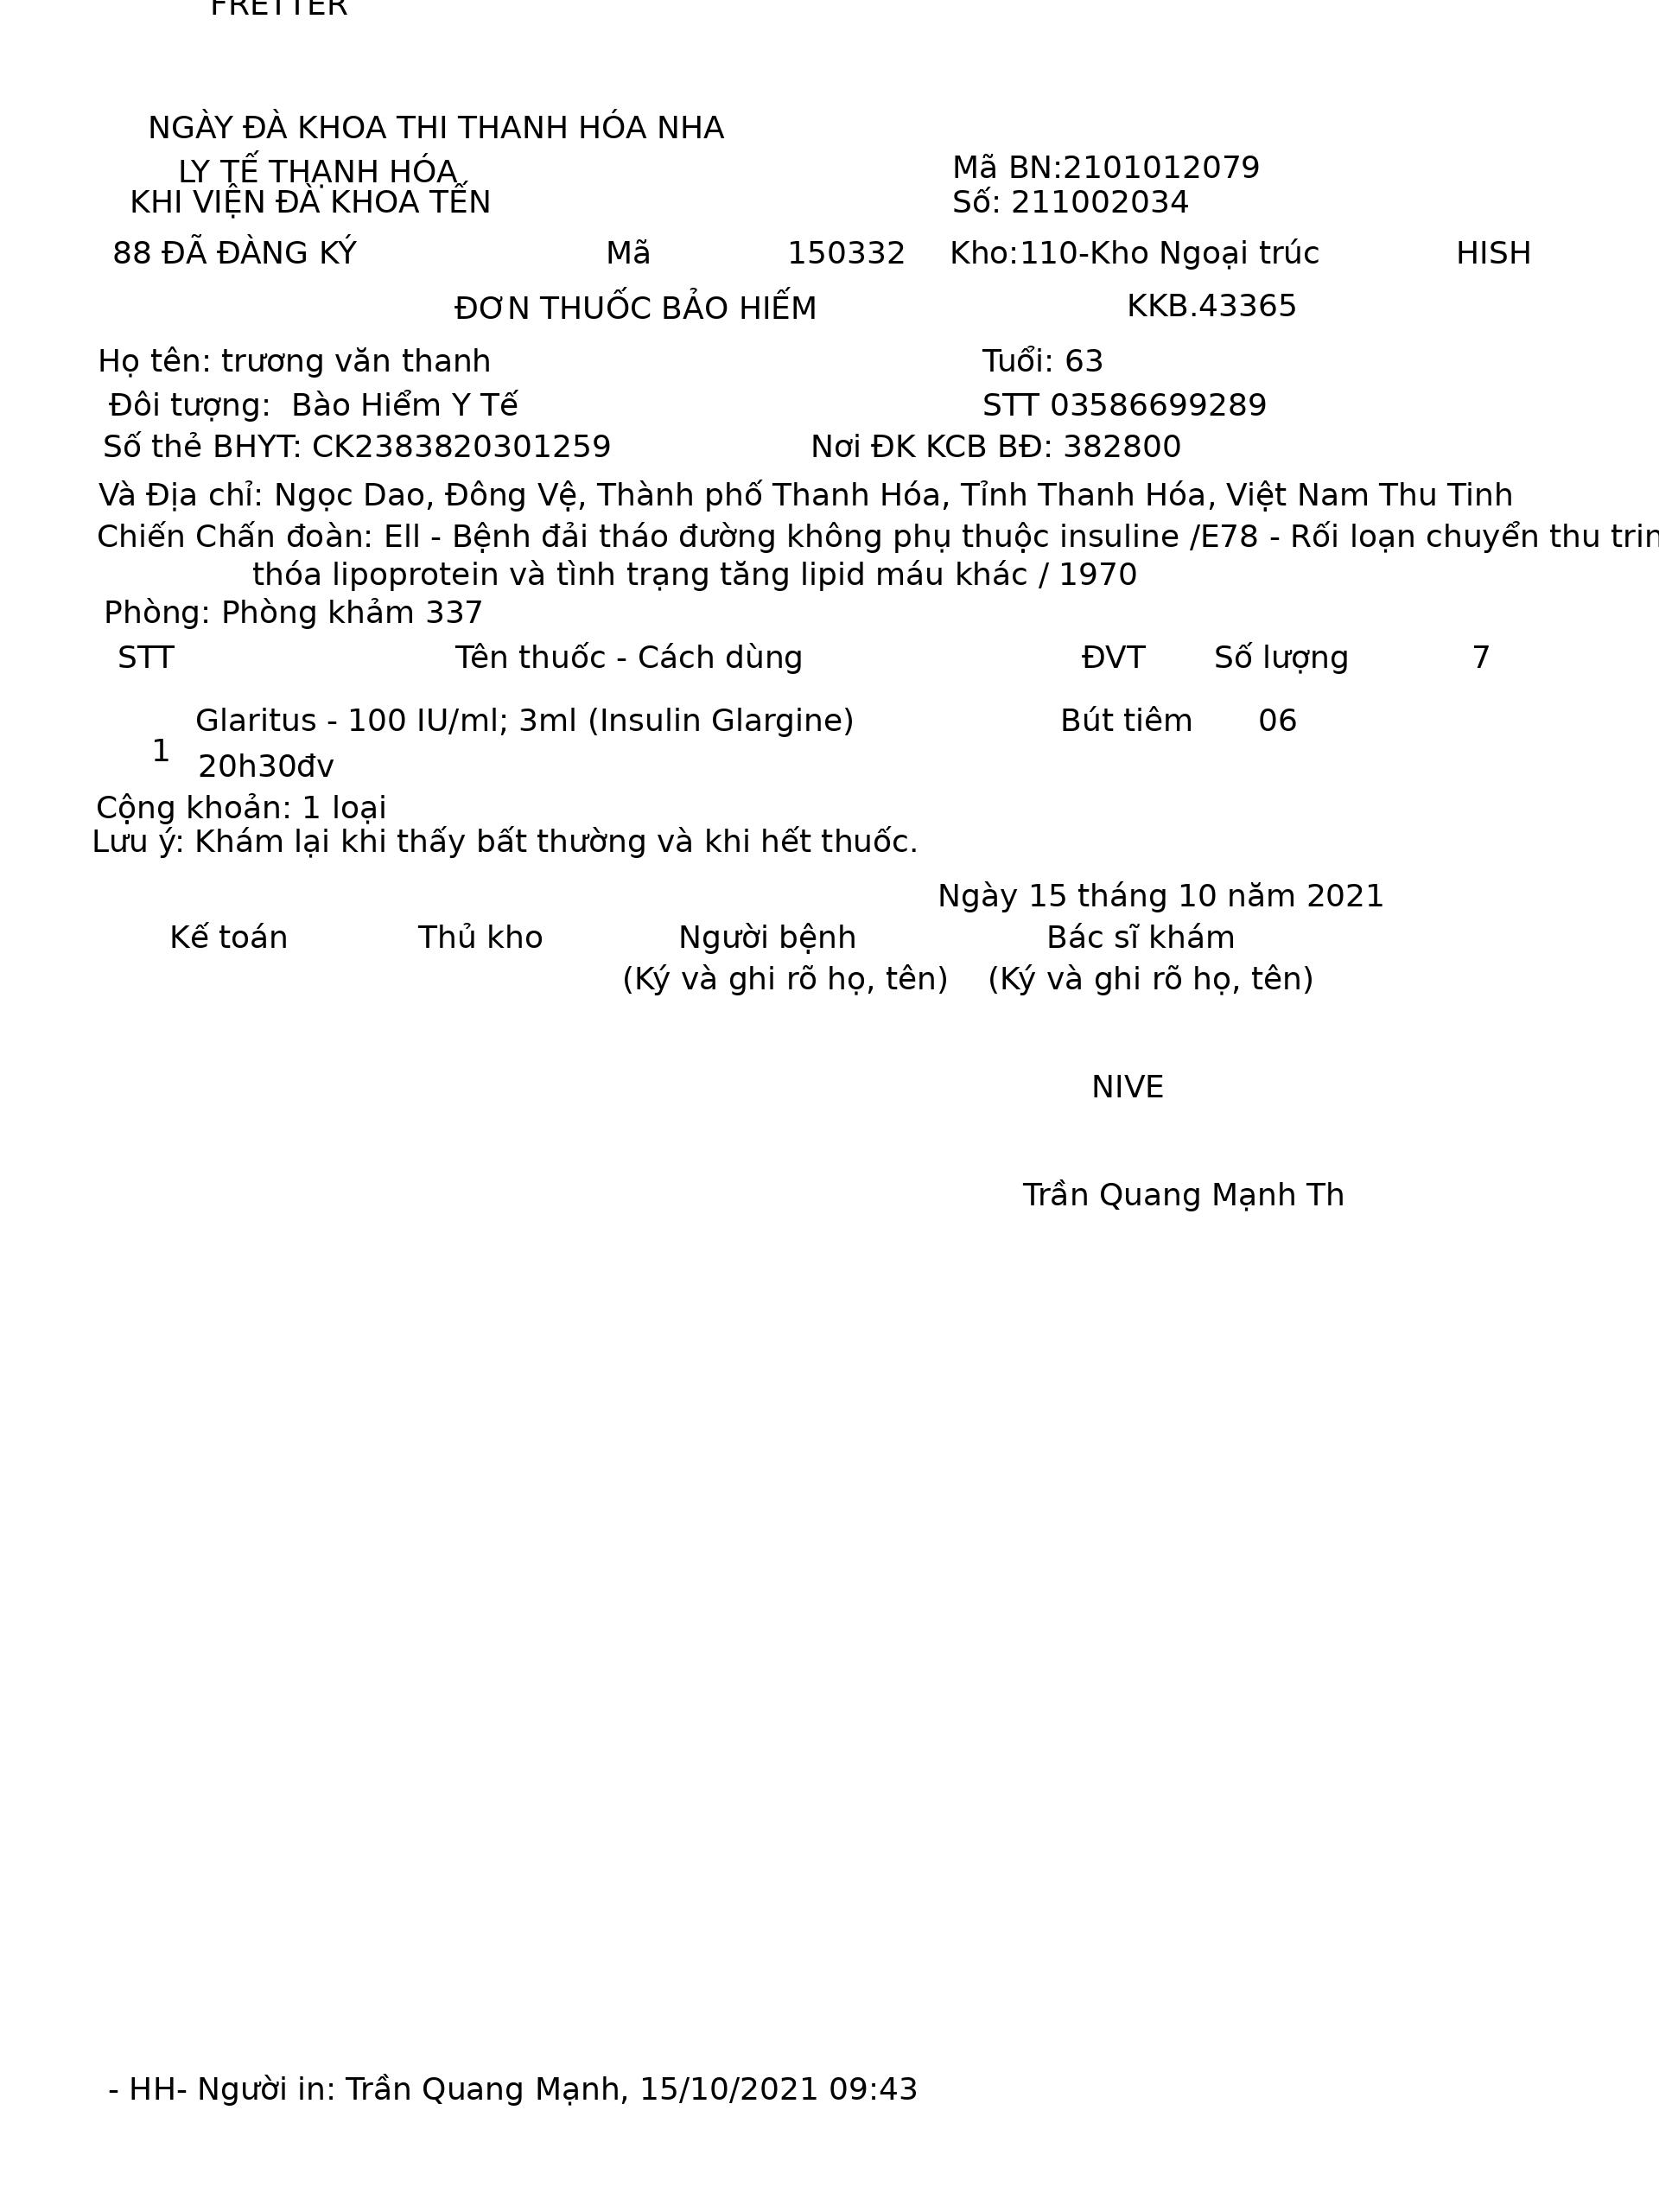 FRETTER
NGÀY ĐÀ KHOA THI THANH HÓA NHA
LY TẾ THẠNH HÓA
Mã BN:2101012079
KHI VIỆN ĐÀ KHOA TẾN
Số: 211002034
88 ĐÃ ĐÀNG KÝ Mã 150332 Kho:110-Kho Ngoại trúc HISH
ĐƠN THUỐC BẢO HIẾM KKB.43365
Họ tên: trương văn thanh Tuổi: 63
Đôi tượng: Bào Hiểm Y Tế STT 03586699289
Số thẻ BHYT: CK2383820301259 Nơi ĐK KCB BĐ: 382800
Và Địa chỉ: Ngọc Dao, Đông Vệ, Thành phố Thanh Hóa, Tỉnh Thanh Hóa, Việt Nam Thu Tinh
Chiến Chấn đoàn: Ell - Bệnh đải tháo đường không phụ thuộc insuline /E78 - Rối loạn chuyển thu trin
thóa lipoprotein và tình trạng tăng lipid máu khác / 1970
Phòng: Phòng khảm 337
STT Tên thuốc - Cách dùng ĐVT Số lượng 7
Glaritus - 100 IU/ml; 3ml (Insulin Glargine) Bút tiêm 06
1
20h30đv
Cộng khoản: 1 loại
Lưu ý: Khám lại khi thấy bất thường và khi hết thuốc.
Ngày 15 tháng 10 năm 2021
Kế toán Thủ kho Người bệnh Bác sĩ khám
(Ký và ghi rõ họ, tên) (Ký và ghi rõ họ, tên)
NIVE
Trần Quang Mạnh Th
- HH- Người in: Trần Quang Mạnh, 15/10/2021 09:43